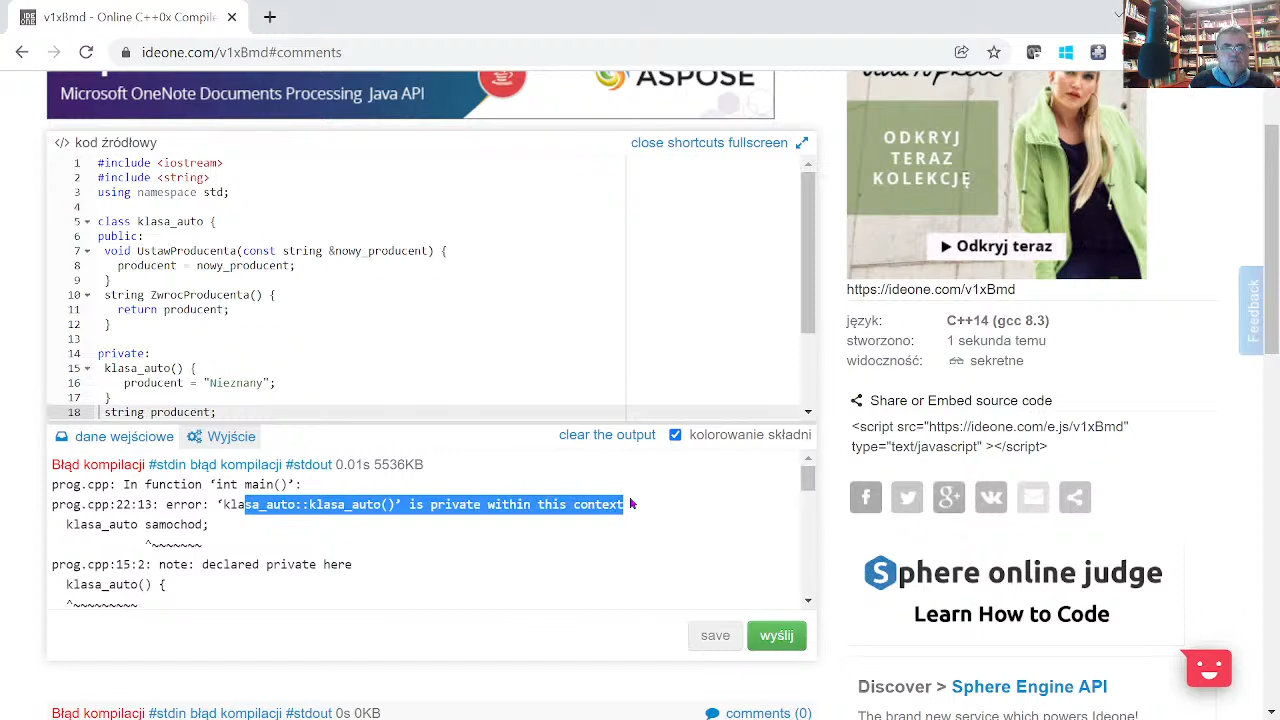 v1xBmd - Online C++0x Compile
ideone.com/v1xBmd#comments
ASPOSE
Microsoft OneNote Documents Processing Java API
</> kod źródłowy
close shortcuts fullscreen
1 #include <iostream>
2 #include <string>
3 using namespace std;
4
5 class klasa_auto {
6 public:
7 void UstawProducenta(const string &nowy_producent) {
8 producent = nowy_producent;
9 }
10 string ZwrocProducenta() {
11 return producent;
12 }
13
14 private:
15 klasa_auto() {
16 producent = "Nieznany";
17 }
18 string producent;
dane wejściowe Wyjście
clear the output kolorowanie składni
Błąd kompilacji #stdin błąd kompilacji #stdout 0.01s 5536KB
prog.cpp: In function ‘int main()’:
prog.cpp:22:13: error: ‘klasa_auto::klasa_auto()’ is private within this context
klasa_auto samochod;
^~~~~~~~
prog.cpp:15:2: note: declared private here
klasa_auto() {
^~~~~~~~~~
save wyślij
Błąd kompilacji #stdin błąd kompilacji #stdout 0s 0KB
comments (0)
ODKRYJ
TERAZ
KOLEKCJĘ
Odkryj teraz
https://ideone.com/v1xBmd
język: C++14 (gcc 8.3)
stworzono: 1 sekunda temu
widoczność: sekretne
Share or Embed source code
<script src="https://ideone.com/e.js/v1xBmd"
type="text/javascript" ></script>
Sphere online judge
Learn How to Code
Discover > Sphere Engine API
The brand new service which powers Ideone!
Feedback